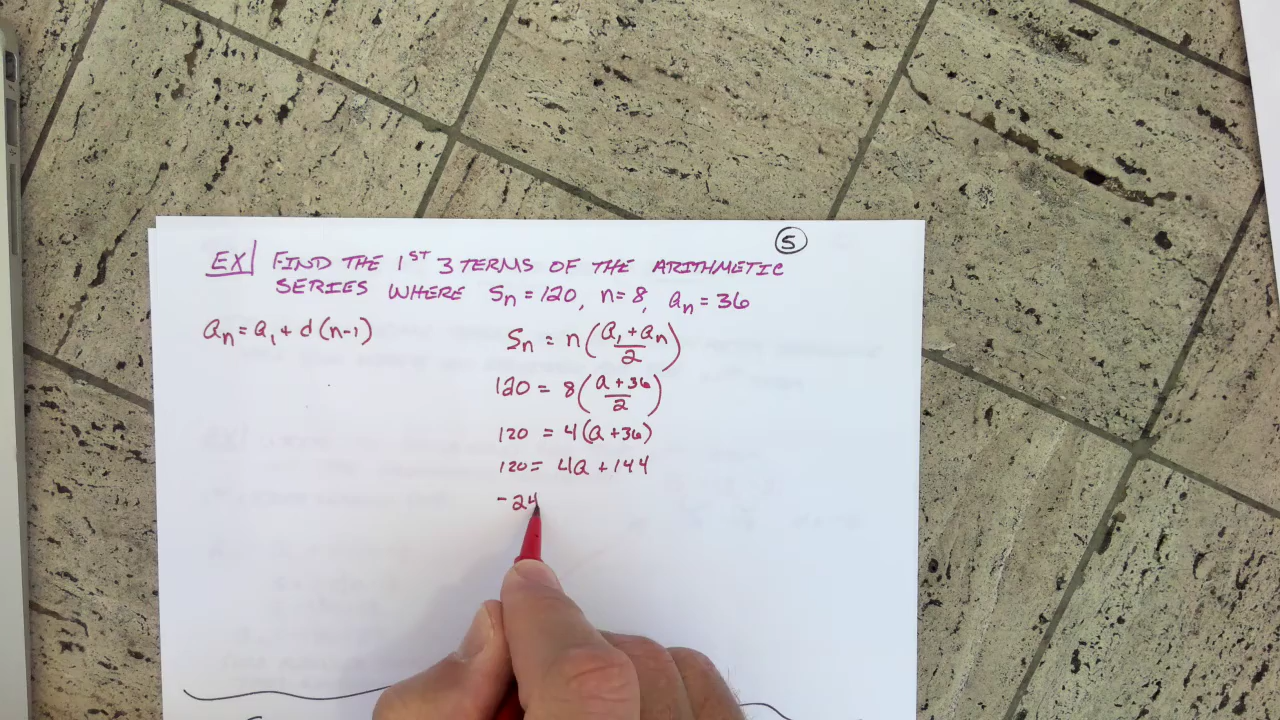 5
EX| FIND THE 1ST 3 TERMS OF THE ARITHMETIC
SERIES WHERE Sn = 120, n = 8, an = 36
an = a1 + d(n-1)
Sn = n(a1 + an / 2)
120 = 8(a + 36 / 2)
120 = 4(a + 36)
120 = 4a + 144
-24